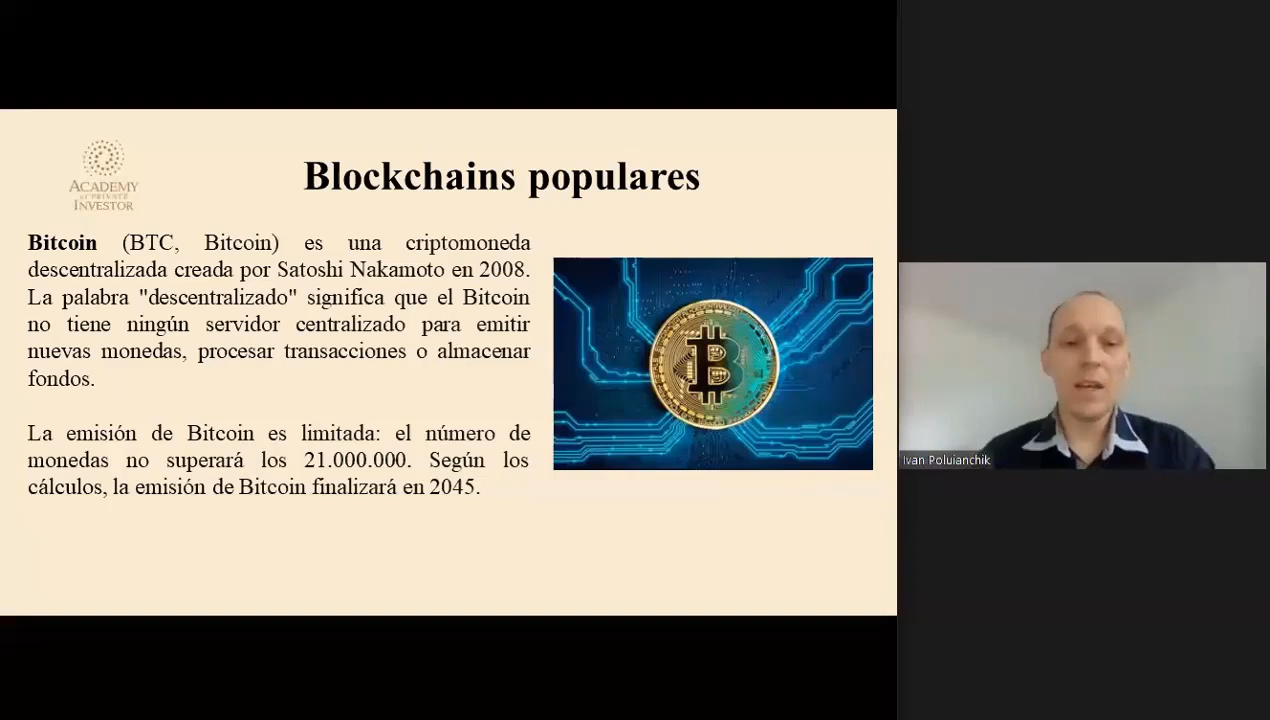 ACADEMY
OF PRIVATE
INVESTOR
Blockchains populares
Bitcoin (BTC, Bitcoin) es una criptomoneda
descentralizada creada por Satoshi Nakamoto en 2008.
La palabra "descentralizado" significa que el Bitcoin
no tiene ningún servidor centralizado para emitir
nuevas monedas, procesar transacciones o almacenar
fondos.
La emisión de Bitcoin es limitada: el número de
monedas no superará los 21.000.000. Según los
cálculos, la emisión de Bitcoin finalizará en 2045.
Ivan Poluianchik